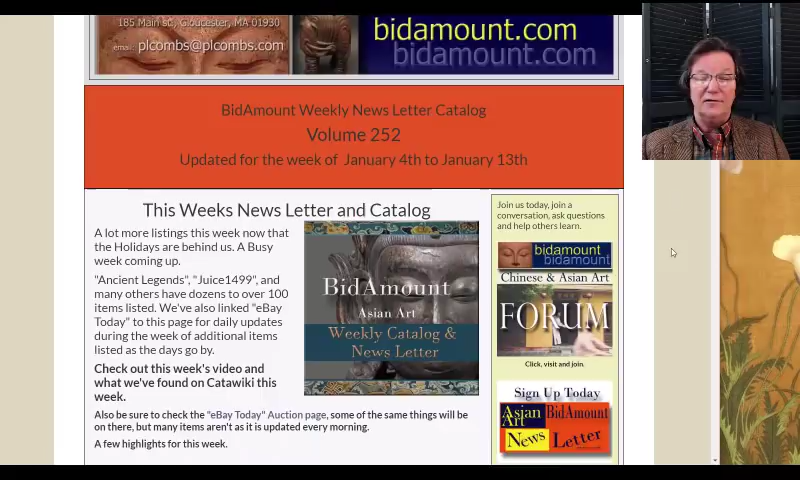 185 Main st., Gloucester, MA 01930
email: plcombs@plcombs.com
bidamount.com
bidamount.com
BidAmount Weekly News Letter Catalog
Volume 252
Updated for the week of January 4th to January 13th
This Weeks News Letter and Catalog
A lot more listings this week now that
the Holidays are behind us. A Busy
week coming up.
"Ancient Legends", "Juice1499", and
many others have dozens to over 100
items listed. We've also linked "eBay
Today" to this page for daily updates
during the week of additional items
listed as the days go by.
Check out this week's video and
what we've found on Catawiki this
week.
BidAmount
Asian Art
Weekly Catalog &
News Letter
Also be sure to check the "eBay Today" Auction page, some of the same things will be
on there, but many items aren't as it is updated every morning.
A few highlights for this week.
Join us today, join a
conversation, ask questions
and help others learn.
bidamount
bidamount
Chinese & Asian Art
FORUM
Click, visit and join.
Sign Up Today
Asian Art
BidAmount
News Letter